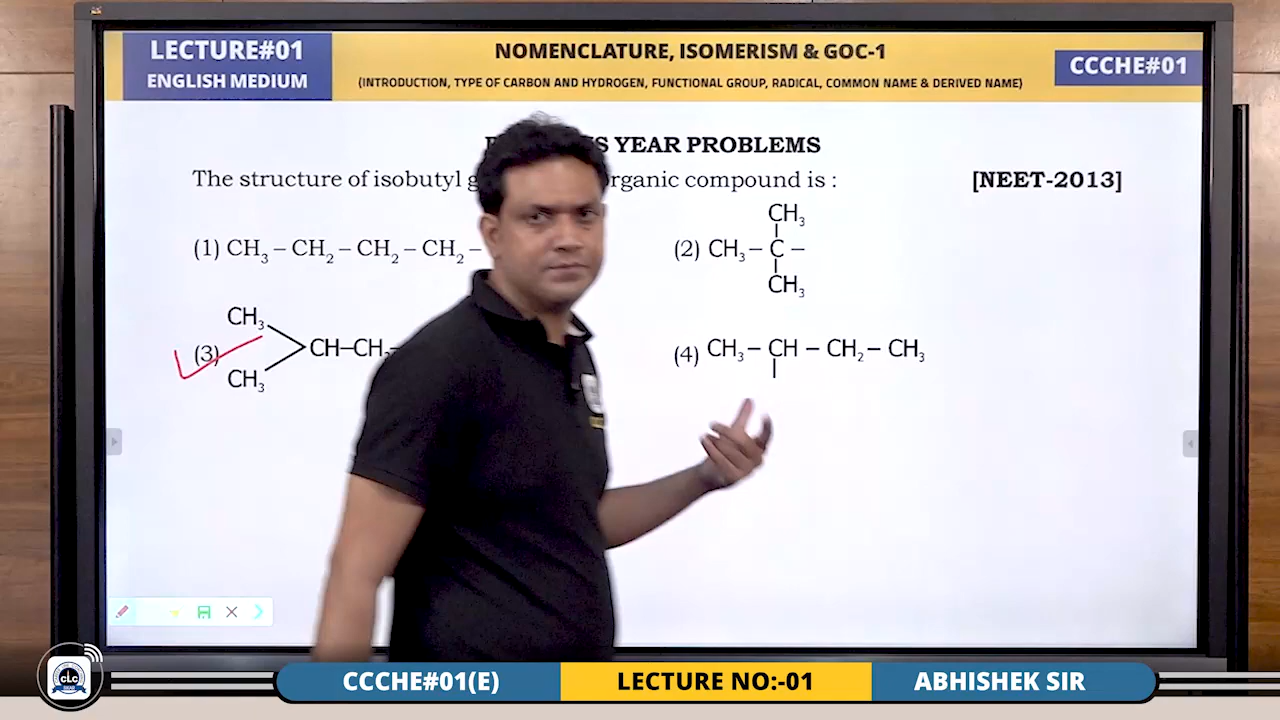 LECTURE#01
ENGLISH MEDIUM
NOMENCLATURE, ISOMERISM & GOC-1
(INTRODUCTION, TYPE OF CARBON AND HYDROGEN, FUNCTIONAL GROUP, RADICAL, COMMON NAME & DERIVED NAME)
CCCHE#01
YEAR PROBLEMS
The structure of isobutyl organic compound is : [NEET-2013]
(1) CH₃ – CH₂ – CH₂ – CH₂ –
(2) CH₃ – C –
CH₃
CH₃
(3) CH–CH₂–
CH₃
CH₃
(4) CH₃ – CH – CH₂ – CH₃
CLC
CCCHE#01(E)
LECTURE NO:-01
ABHISHEK SIR